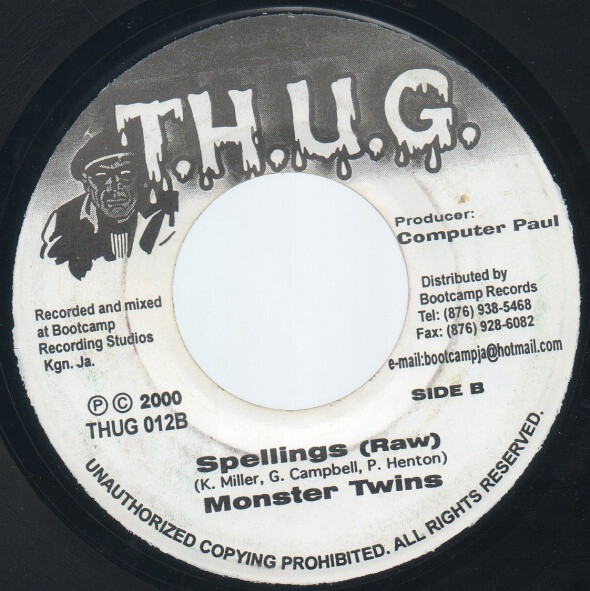 T.H.U.G.
Producer:
Computer Paul
Distributed by
Bootcamp Records
Tel: (876) 938-5468
Fax: (876) 928-6082
e-mail:bootcampja@hotmail.com
SIDE B
Recorded and mixed
at Bootcamp
Recording Studios
Kgn. Ja.
Ⓟ © 2000
THUG 012B
Spellings (Raw)
(K. Miller, G. Campbell, P. Henton)
Monster Twins
UNAUTHORIZED COPYING PROHIBITED. ALL RIGHTS RESERVED.